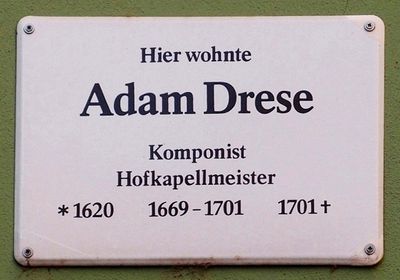 Hier wohnte
Adam Drese
Komponist
Hofkapellmeister
*1620 1669-1701 1701†